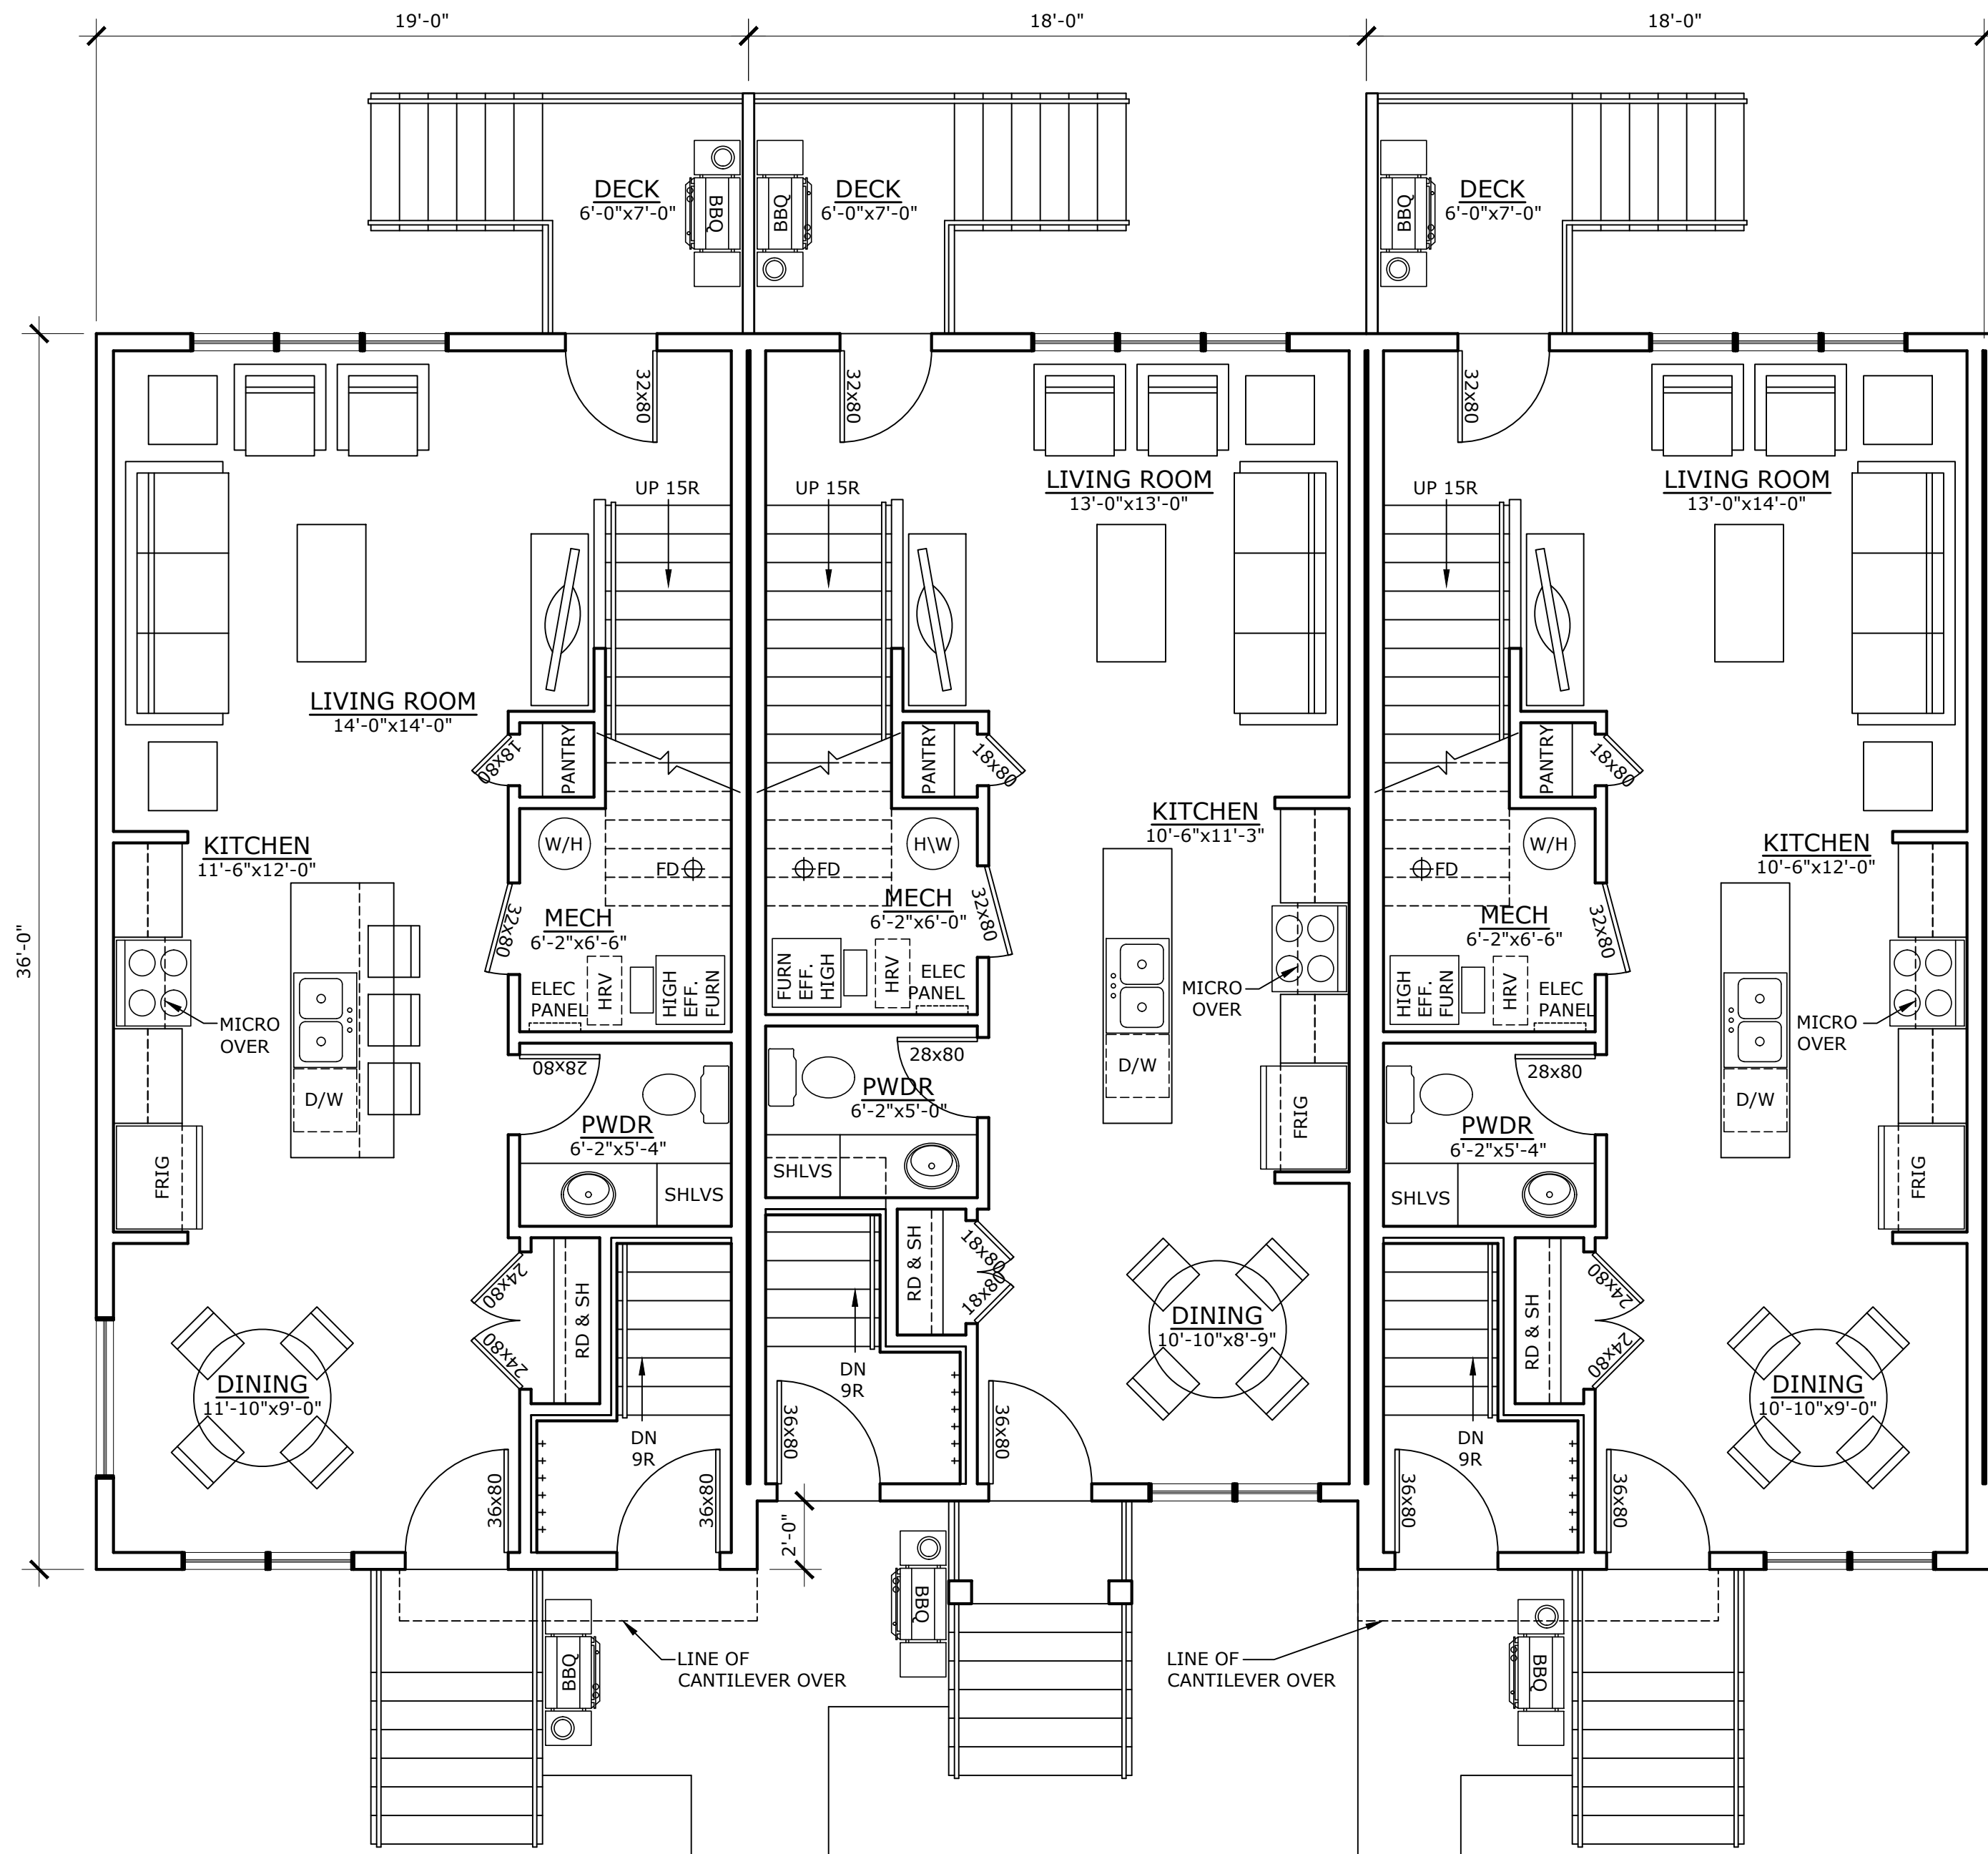 19'-0"
18'-0"
18'-0"
DECK
6'-0"x7'-0"
BBQ
BBQ
DECK
6'-0"x7'-0"
BBQ
DECK
6'-0"x7'-0"
36'-0"
32x80
32x80
32x80
UP 15R
LIVING ROOM
14'-0"x14'-0"
18x80
PANTRY
KITCHEN
11'-6"x12'-0"
W/H
FD
MECH
6'-2"x6'-6"
32x80
ELEC
PANEL
HRV
HIGH
EFF.
FURN
MICRO
OVER
D/W
FRIG
28x80
PWDR
6'-2"x5'-4"
SHLVS
24x80
24x80
RD & SH
DINING
11'-10"x9'-0"
DN
9R
36x80
36x80
UP 15R
LIVING ROOM
13'-0"x13'-0"
PANTRY
18x80
KITCHEN
10'-6"x11'-3"
H\W
FD
MECH
6'-2"x6'-0"
32x80
FURN
EFF.
HIGH
HRV
ELEC
PANEL
MICRO
OVER
D/W
FRIG
28x80
PWDR
6'-2"x5'-0"
SHLVS
RD & SH
18x80
18x80
DINING
10'-10"x8'-9"
DN
9R
36x80
36x80
2'-0"
UP 15R
LIVING ROOM
13'-0"x14'-0"
PANTRY
18x80
KITCHEN
10'-6"x12'-0"
W/H
FD
MECH
6'-2"x6'-6"
32x80
HIGH
EFF.
FURN
HRV
ELEC
PANEL
MICRO
OVER
D/W
FRIG
28x80
PWDR
6'-2"x5'-4"
SHLVS
RD & SH
24x80
24x80
DINING
10'-10"x9'-0"
DN
9R
36x80
36x80
BBQ
LINE OF
CANTILEVER OVER
BBQ
LINE OF
CANTILEVER OVER
BBQ